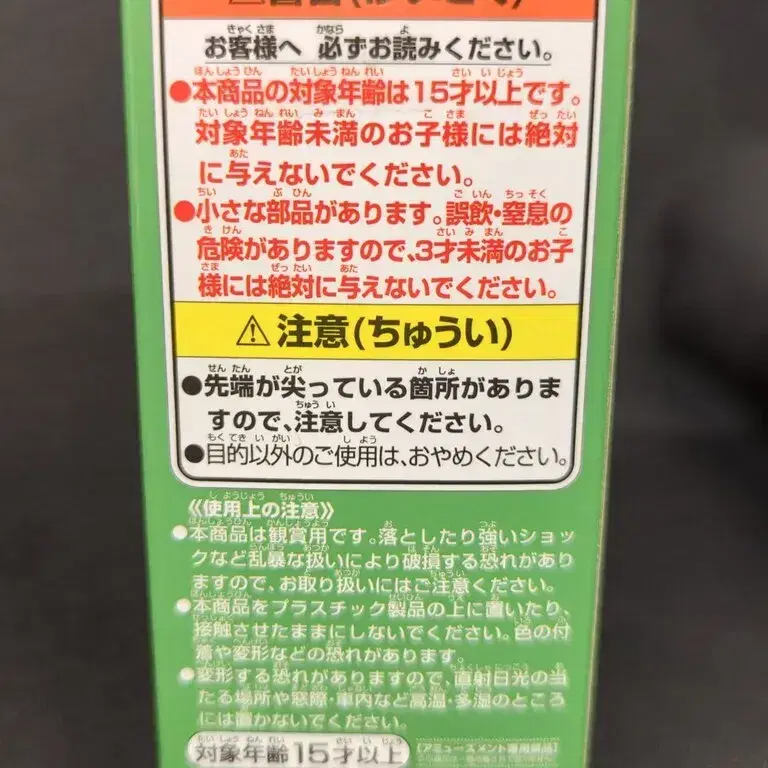 お客様へ 必ずお読みください。
●本商品の対象年齢は15才以上です。
対象年齢未満のお子様には絶対
に与えないでください。
●小さな部品があります。誤飲・窒息の
危険がありますので、3才未満のお子
様には絶対に与えないでください。
⚠注意(ちゅうい)
●先端が尖っている箇所がありま
すので、注意してください。
●目的以外のご使用は、おやめください。
《使用上の注意》
●本商品は観賞用です。落としたり強いショッ
クなど乱暴な扱いにより破損する恐れがあり
ますので、お取り扱いにはご注意ください。
●本商品をプラスチック製品の上に置いたり、
接触させたままにしないでください。色の付
着や変形などの恐れがあります。
●変形する恐れがありますので、直射日光の当
たる場所や窓際・車内など高温・多湿のところ
には置かないでください。
対象年齢15才以上